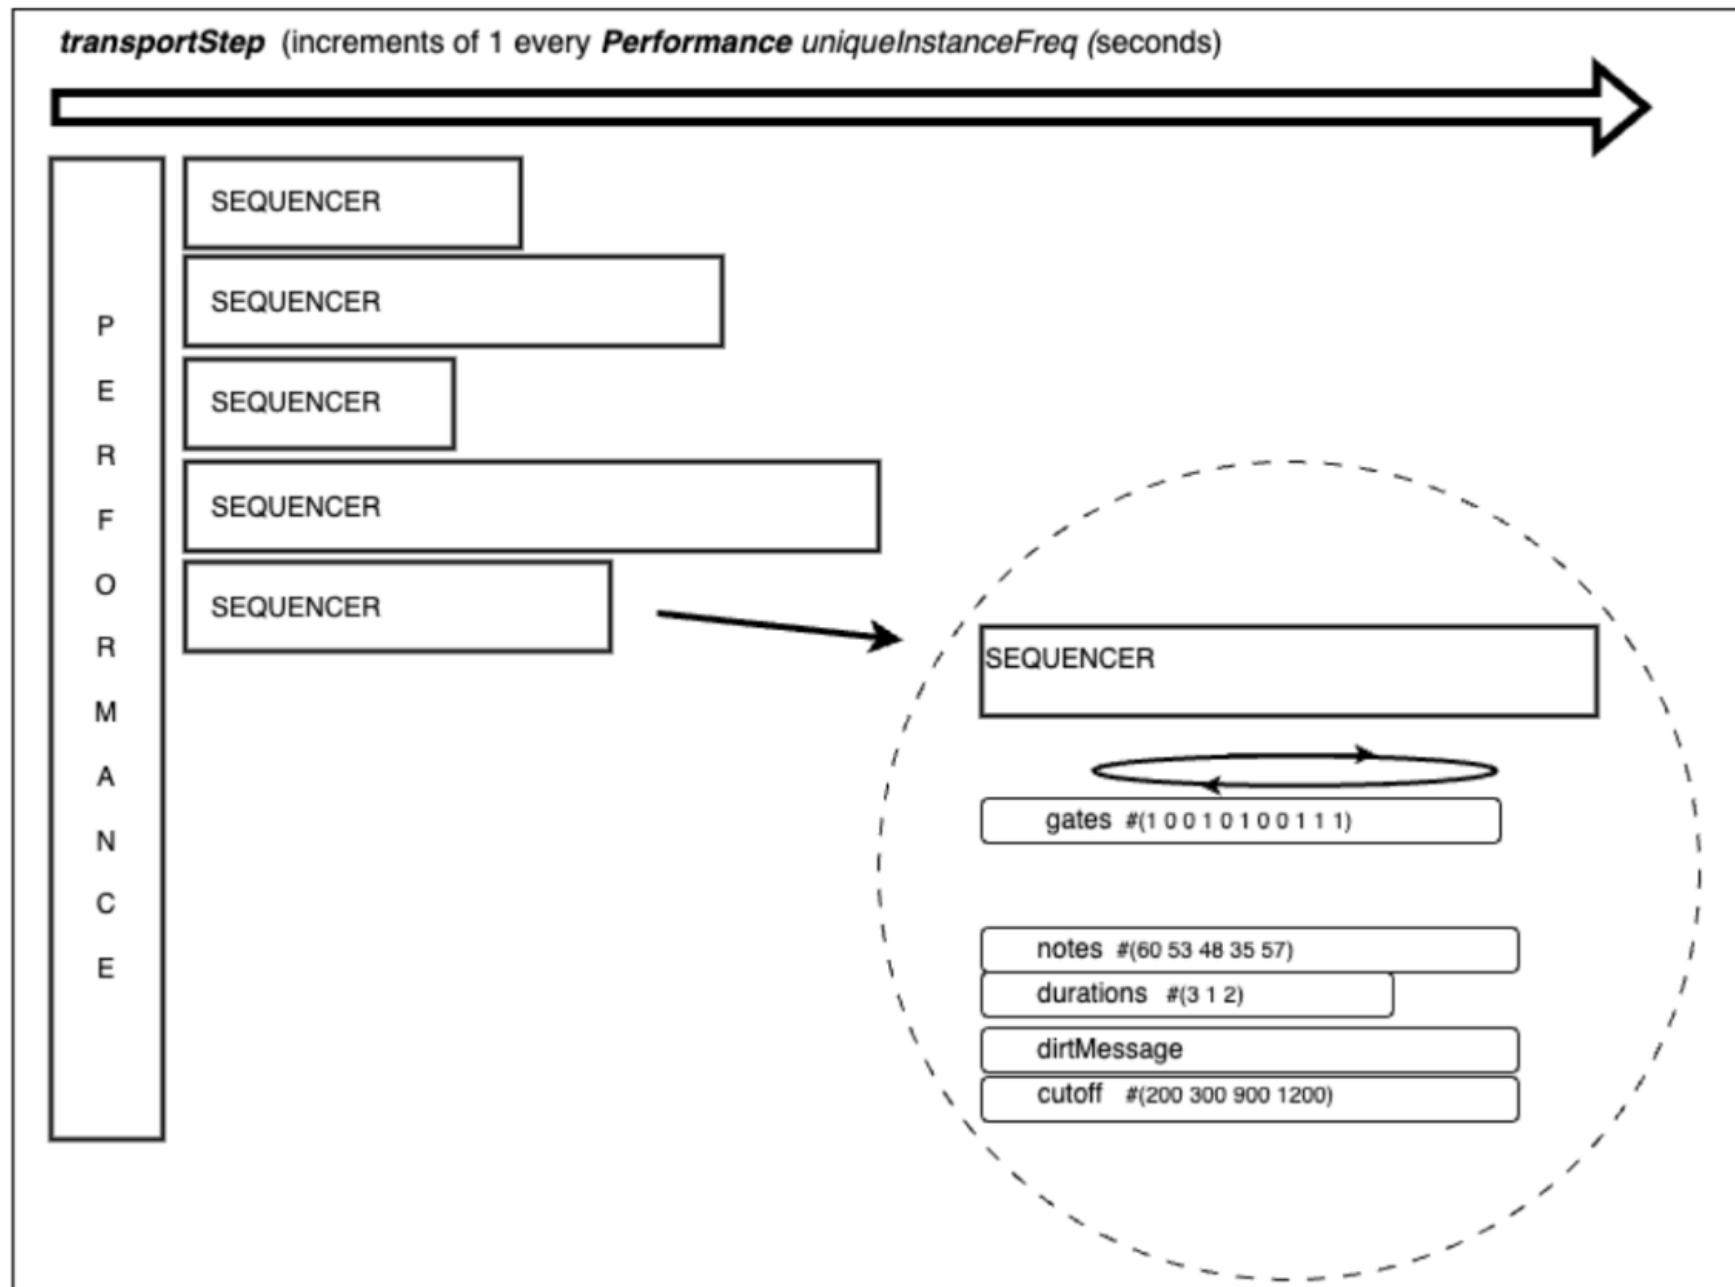 transportStep (increments of 1 every Performance uniqueInstanceFreq (seconds)
PERFORMANCE
SEQUENCER
SEQUENCER
SEQUENCER
SEQUENCER
SEQUENCER
SEQUENCER
gates #(1 0 0 1 0 1 0 0 1 1 1)
notes #(60 53 48 35 57)
durations #(3 1 2)
dirtMessage
cutoff #(200 300 900 1200)